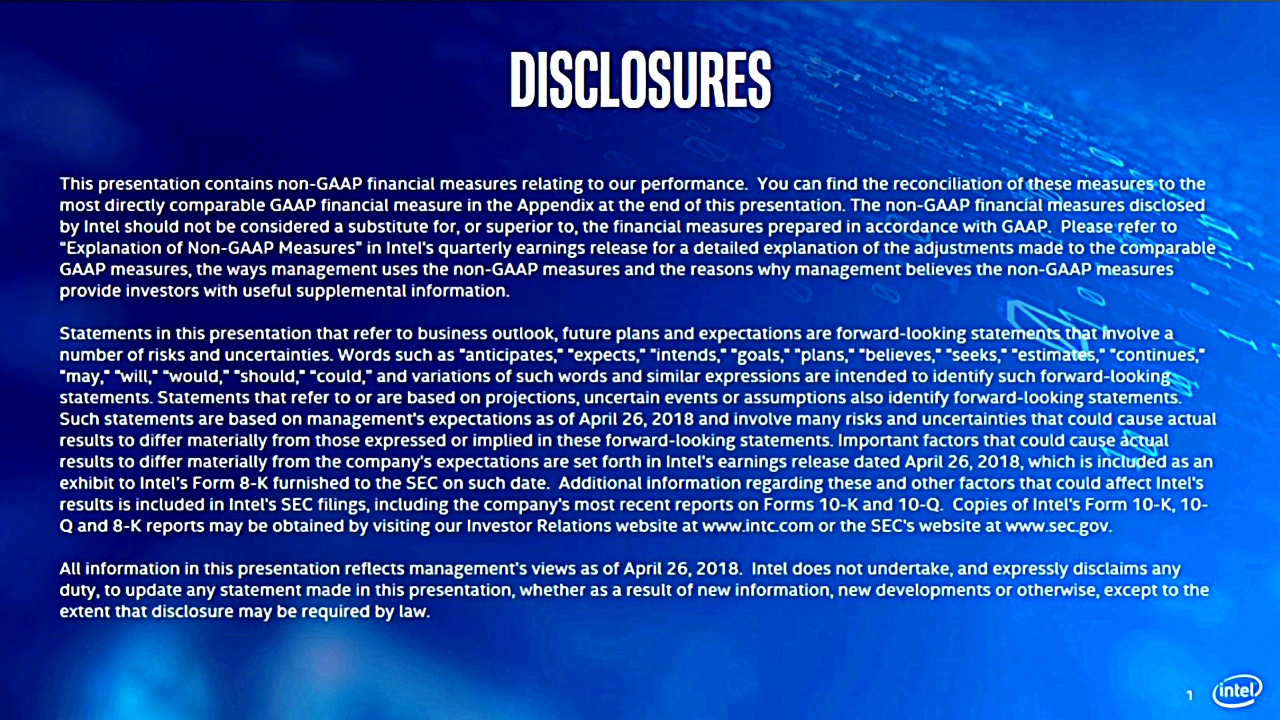 DISCLOSURES
This presentation contains non-GAAP financial measures relating to our performance.  You can find the reconciliation of these measures to the
most directly comparable GAAP financial measure in the Appendix at the end of this presentation. The non-GAAP financial measures disclosed
by Intel should not be considered a substitute for, or superior to, the financial measures prepared in accordance with GAAP.  Please refer to
"Explanation of Non-GAAP Measures" in Intel's quarterly earnings release for a detailed explanation of the adjustments made to the comparable
GAAP measures, the ways management uses the non-GAAP measures and the reasons why management believes the non-GAAP measures
provide investors with useful supplemental information.
Statements in this presentation that refer to business outlook, future plans and expectations are forward-looking statements that involve a
number of risks and uncertainties. Words such as "anticipates," "expects," "intends," "goals," "plans," "believes," "seeks," "estimates," "continues,"
"may," "will," "would," "should," "could," and variations of such words and similar expressions are intended to identify such forward-looking
statements. Statements that refer to or are based on projections, uncertain events or assumptions also identify forward-looking statements.
Such statements are based on management's expectations as of April 26, 2018 and involve many risks and uncertainties that could cause actual
results to differ materially from those expressed or implied in these forward-looking statements. Important factors that could cause actual
results to differ materially from the company's expectations are set forth in Intel's earnings release dated April 26, 2018, which is included as an
exhibit to Intel's Form 8-K furnished to the SEC on such date.  Additional information regarding these and other factors that could affect Intel's
results is included in Intel's SEC filings, including the company's most recent reports on Forms 10-K and 10-Q.  Copies of Intel's Form 10-K, 10-
Q and 8-K reports may be obtained by visiting our Investor Relations website at www.intc.com or the SEC's website at www.sec.gov.
All information in this presentation reflects management's views as of April 26, 2018.  Intel does not undertake, and expressly disclaims any
duty, to update any statement made in this presentation, whether as a result of new information, new developments or otherwise, except to the
extent that disclosure may be required by law.
1
intel